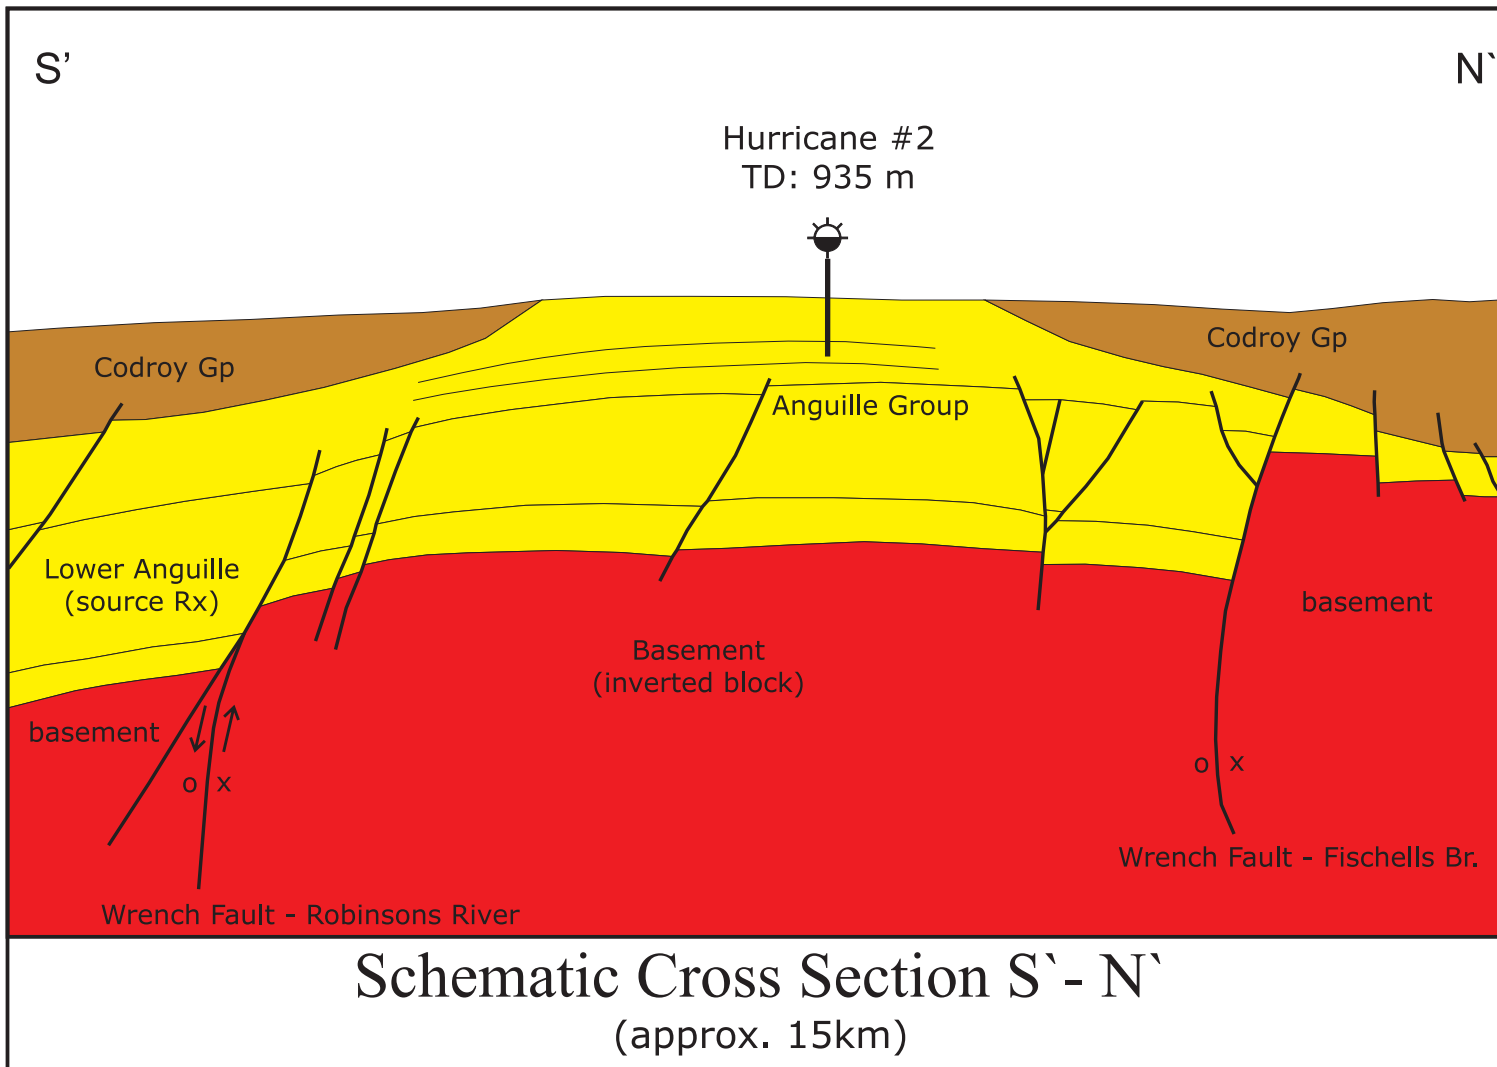 S’
N`
Hurricane #2
TD: 935 m
Codroy Gp
Codroy Gp
Anguille Group
Lower Anguille
(source Rx)
basement
Basement
(inverted block)
basement
o x
o x
Wrench Fault - Fischells Br.
Wrench Fault - Robinsons River
Schematic Cross Section S`- N`
(approx. 15km)